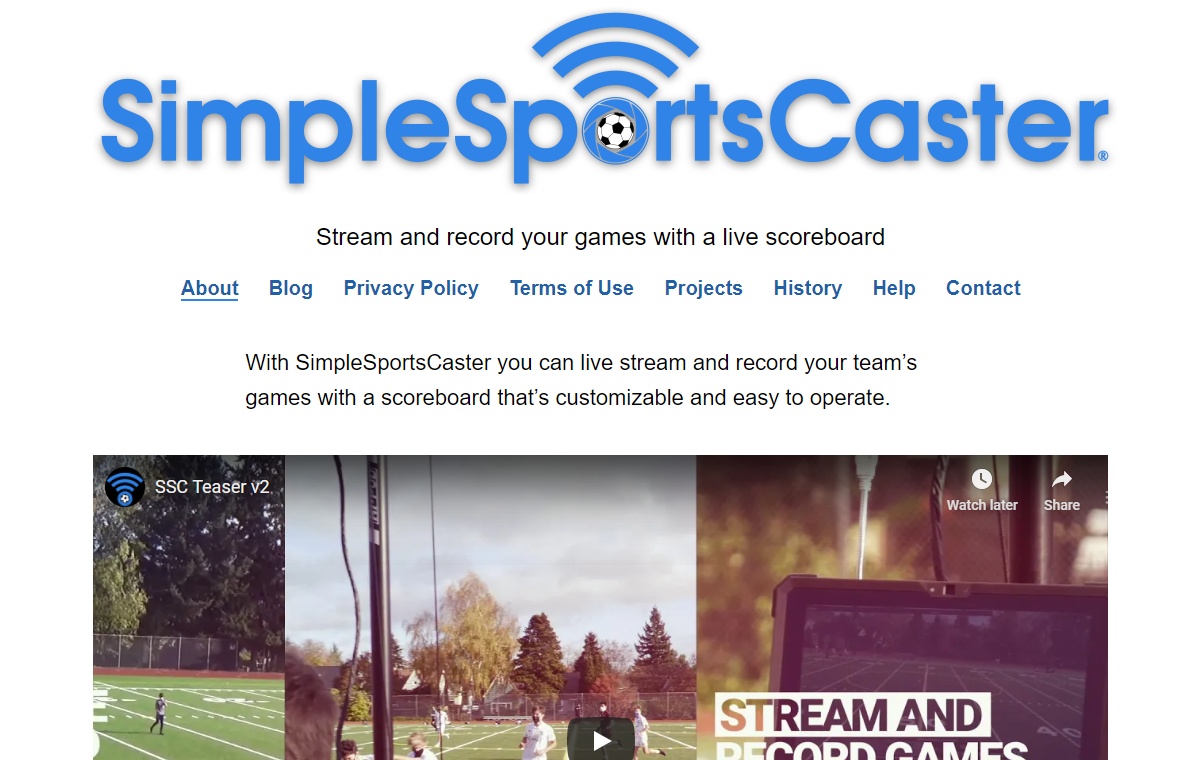 SimpleSportsCaster®
Stream and record your games with a live scoreboard
About Blog Privacy Policy Terms of Use Projects History Help Contact
With SimpleSportsCaster you can live stream and record your team’s
games with a scoreboard that’s customizable and easy to operate.
SSC Teaser v2
Watch later Share
STREAM AND
RECORD GAMES